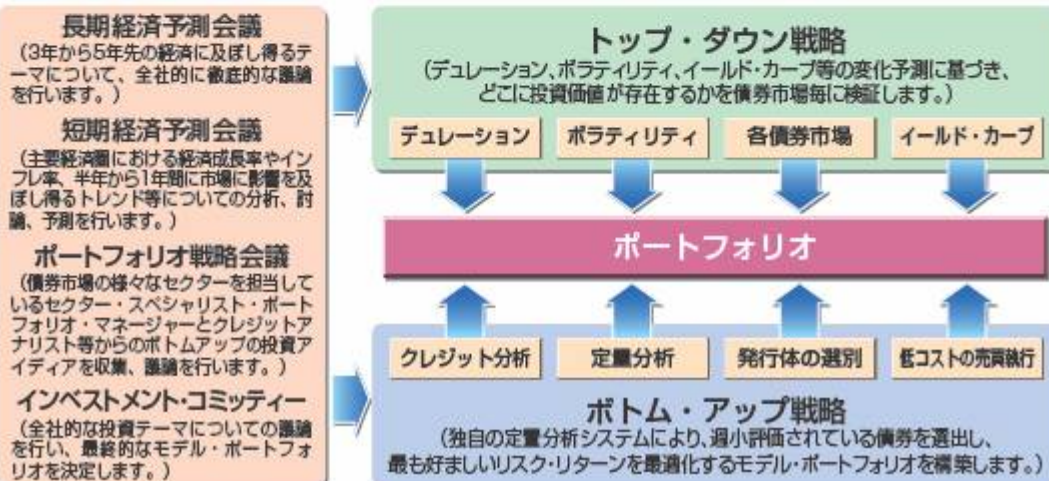 長期経済予測会議
(3年から5年先の経済に及ぼし得るテ
ーマについて、全社的に徹底的な議論
を行います。)
短期経済予測会議
(主要経済圏における経済成長率やイン
フレ率、半年から1年間に市場に影響を及
ぼし得るトレンド等についての分析、討
論、予測を行います。)
ポートフォリオ戦略会議
(債券市場の様々なセクターを担当して
いるセクター・スペシャリスト・ポート
フォリオ・マネージャーとクレジットア
ナリスト等からのボトムアップの投資ア
イディアを収集、議論を行います。)
インベストメント・コミッティー
(全社的な投資テーマについての議論
を行い、最終的なモデル・ポートフォ
リオを決定します。)
トップ・ダウン戦略
(デュレーション、ボラティリティ、イールド・カーブ等の変化予測に基づき、
どこに投資価値が存在するかを債券市場毎に検証します。)
デュレーション
ボラティリティ
各債券市場
イールド・カーブ
ポートフォリオ
クレジット分析
定量分析
発行体の選別
低コストの売買執行
ボトム・アップ戦略
(独自の定量分析システムにより、過小評価されている債券を選出し、
最も好ましいリスク・リターンを最適化するモデル・ポートフォリオを構築します。)